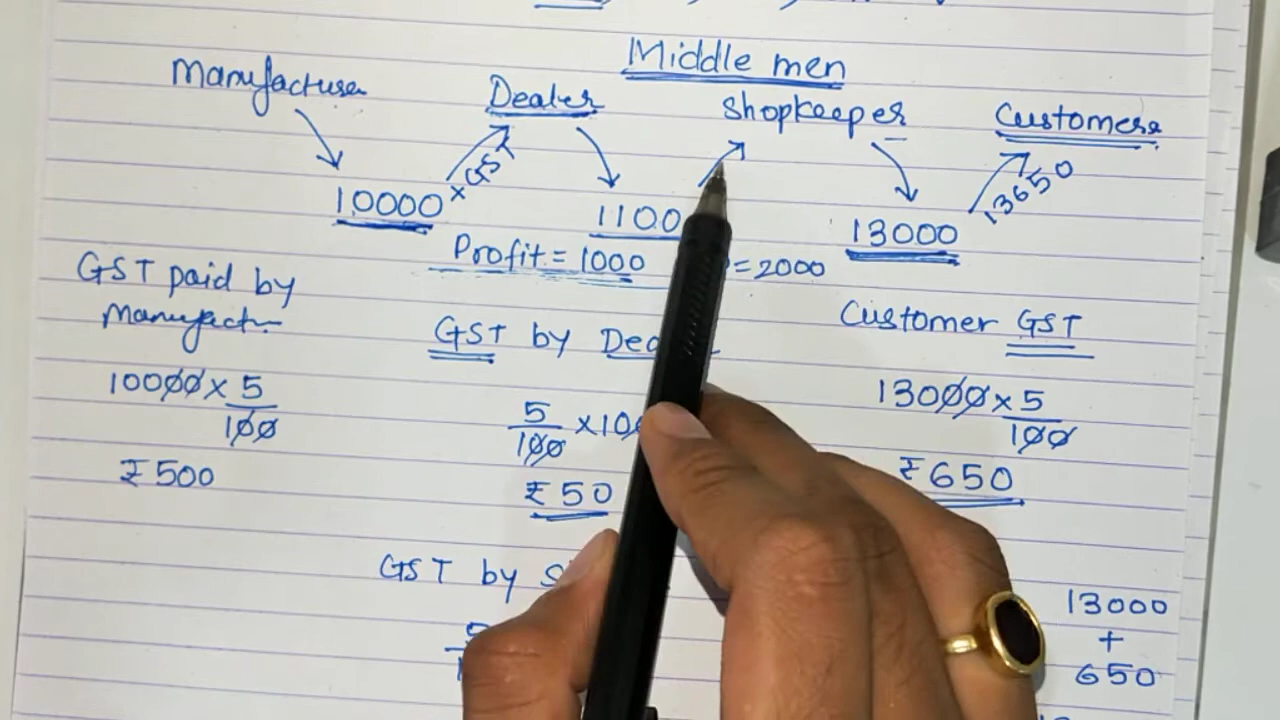 Middle men
Manufacturer
Dealer
Shopkeeper
Customers
10000
x GST
1100
13000
13650
Profit = 1000
= 2000
GST paid by
Manufact
GST by
Customer GST
10000 x 5
100
₹ 500
5
100
x 10
₹ 50
13000 x 5
100
₹ 650
GST by
13000
+
650